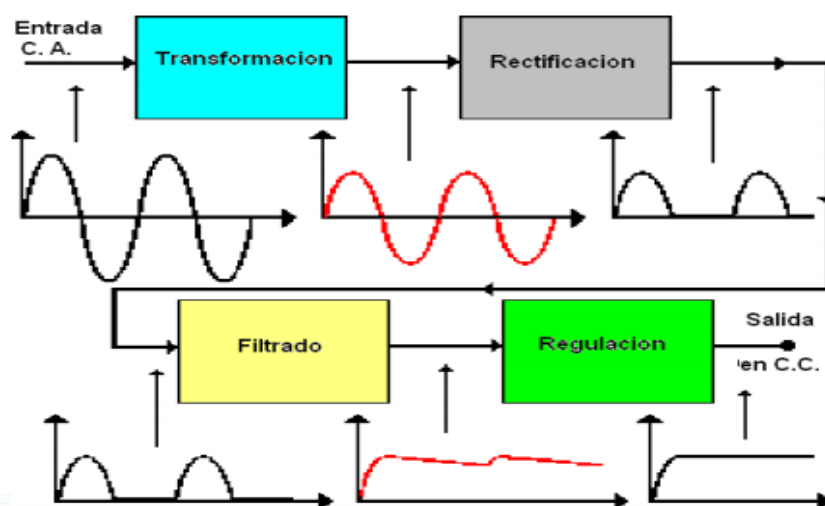 Entrada
C. A.
Transformacion
Rectificacion
Filtrado
Regulacion
Salida
en C.C.